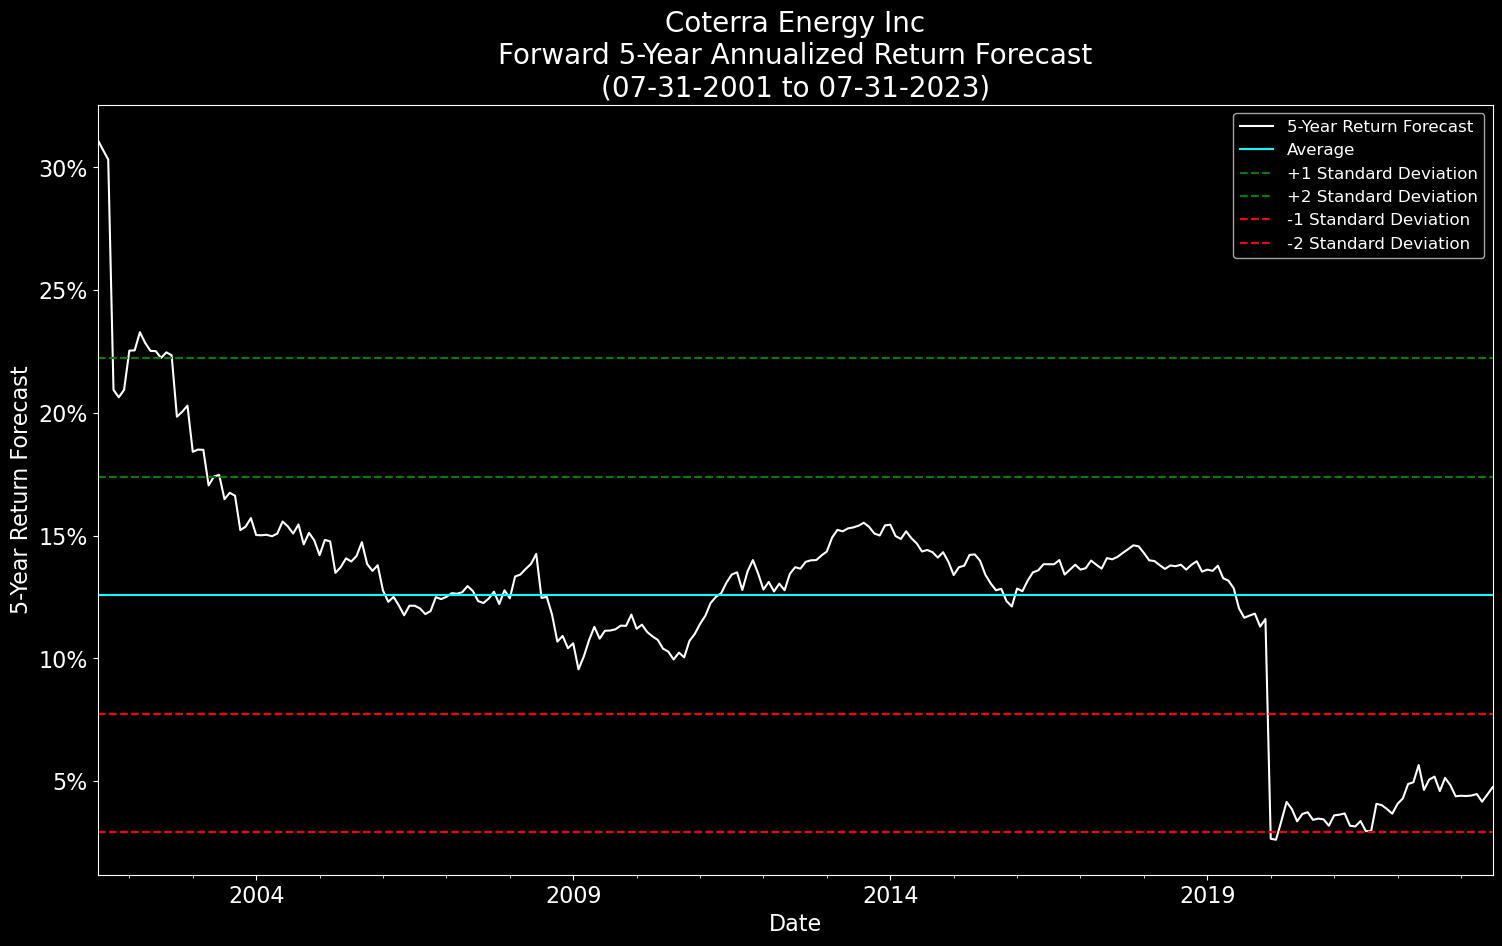 Coterra Energy Inc
Forward 5-Year Annualized Return Forecast
(07-31-2001 to 07-31-2023)
5-Year Return Forecast
Average
+1 Standard Deviation
+2 Standard Deviation
-1 Standard Deviation
-2 Standard Deviation
30%
25%
20%
15%
10%
5%
5-Year Return Forecast
2004
2009
2014
2019
Date